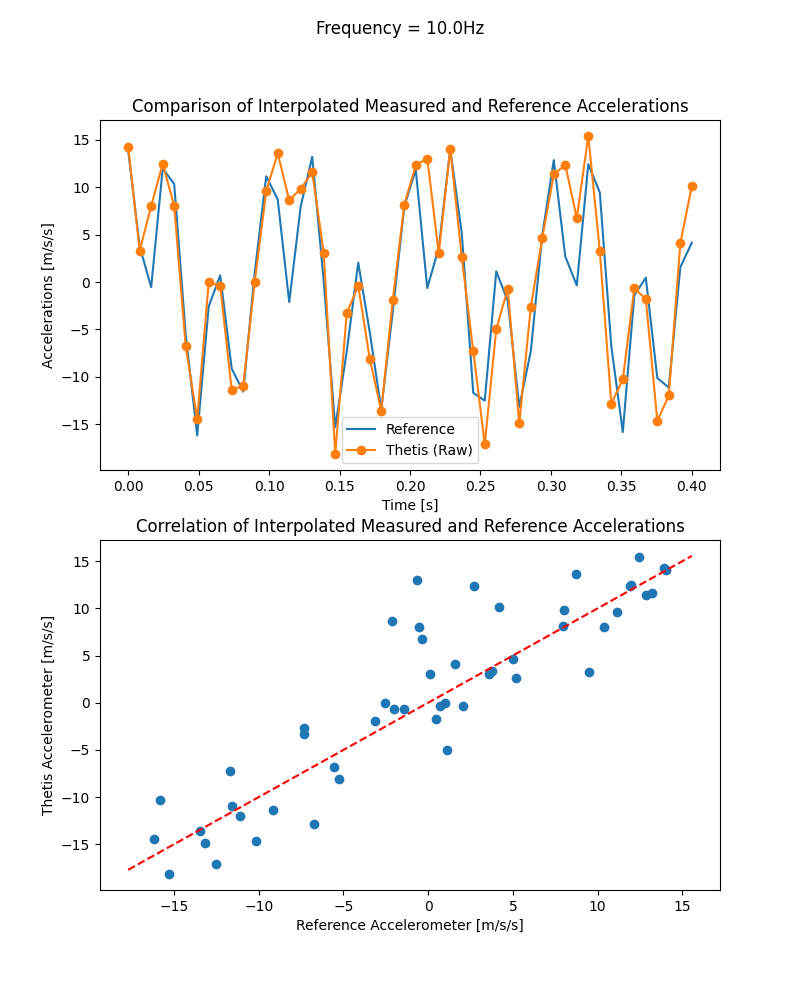 Frequency = 10.0Hz
Comparison of Interpolated Measured and Reference Accelerations
15
10
5
0
−5
−10
−15
Accelerations [m/s/s]
Reference
Thetis (Raw)
0.00 0.05 0.10 0.15 0.20 0.25 0.30 0.35 0.40
Time [s]
Correlation of Interpolated Measured and Reference Accelerations
15
10
5
0
−5
−10
−15
Thetis Accelerometer [m/s/s]
−15 −10 −5 0 5 10 15
Reference Accelerometer [m/s/s]